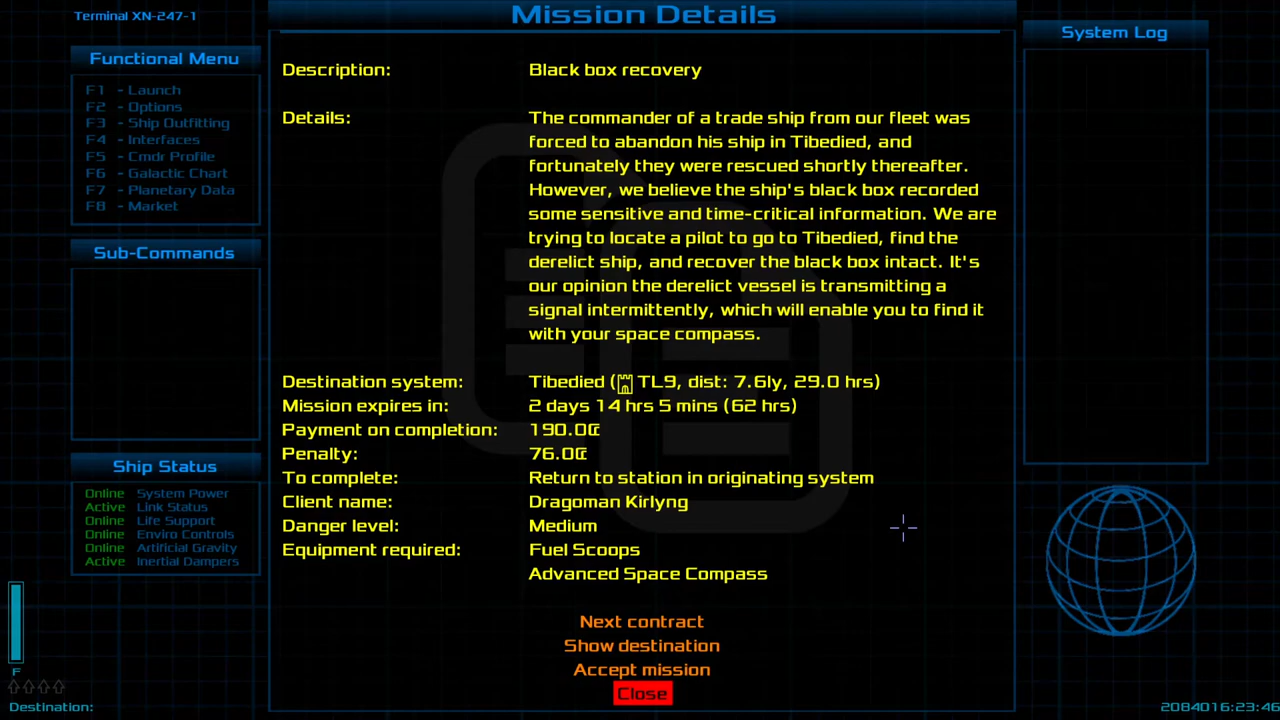 Terminal XN-247-1
Mission Details
System Log
Functional Menu
F1 - Launch
F2 - Options
F3 - Ship Outfitting
F4 - Interfaces
F5 - Cmdr Profile
F6 - Galactic Chart
F7 - Planetary Data
F8 - Market
Sub-Commands
Ship Status
Online System Power
Active Link Status
Online Life Support
Online Enviro Controls
Online Artificial Gravity
Active Inertial Dampers
Description: Black box recovery
Details: The commander of a trade ship from our fleet was
forced to abandon his ship in Tibedied, and
fortunately they were rescued shortly thereafter.
However, we believe the ship's black box recorded
some sensitive and time-critical information. We are
trying to locate a pilot to go to Tibedied, find the
derelict ship, and recover the black box intact. It's
our opinion the derelict vessel is transmitting a
signal intermittently, which will enable you to find it
with your space compass.
Destination system: Tibedied (TL9, dist: 7.6ly, 29.0 hrs)
Mission expires in: 2 days 14 hrs 5 mins (62 hrs)
Payment on completion: 190.0₢
Penalty: 76.0₢
To complete: Return to station in originating system
Client name: Dragoman Kirlyng
Danger level: Medium
Equipment required: Fuel Scoops
Advanced Space Compass
Next contract
Show destination
Accept mission
Close
F
Destination:
2084016:23:46